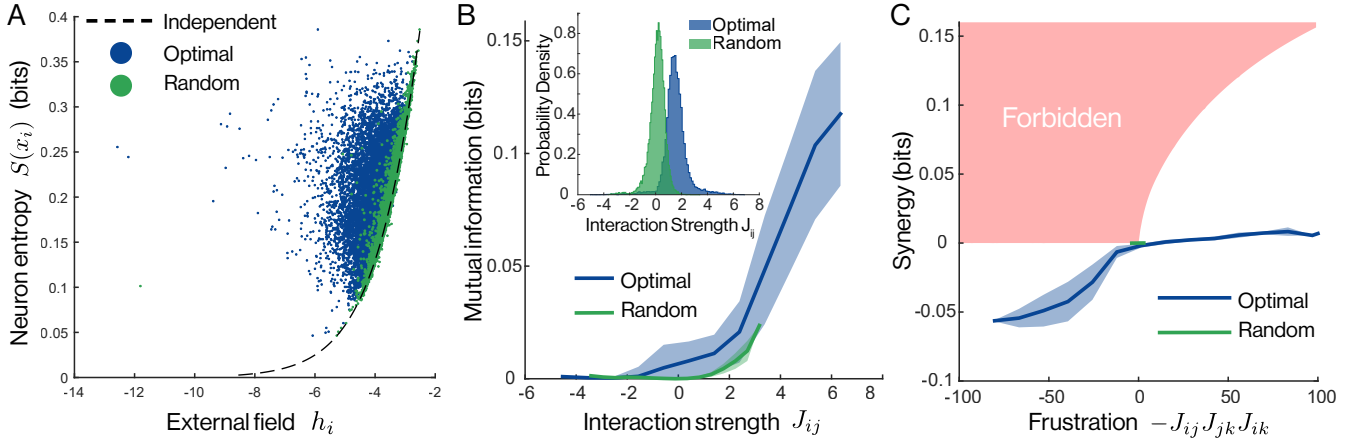 A
Independent
Optimal
Random
Neuron entropy S(x_i) (bits)
0.4
0.35
0.3
0.25
0.2
0.15
0.1
0.05
0
-14
-12
-10
-8
-6
-4
-2
External field h_i
B
Mutual information (bits)
0.1
0.05
0
Probability Density
0.8
0.6
0.4
0.2
0
-6
-4
-2
0
2
4
6
8
Interaction Strength J_ij
Optimal
Random
Optimal
Random
-6
-4
-2
0
2
4
6
8
Interaction strength J_ij
C
Synergy (bits)
0.15
0.1
0.05
0
-0.05
-0.1
Forbidden
Optimal
Random
-100
-50
0
50
100
Frustration -J_ij J_jk J_ik